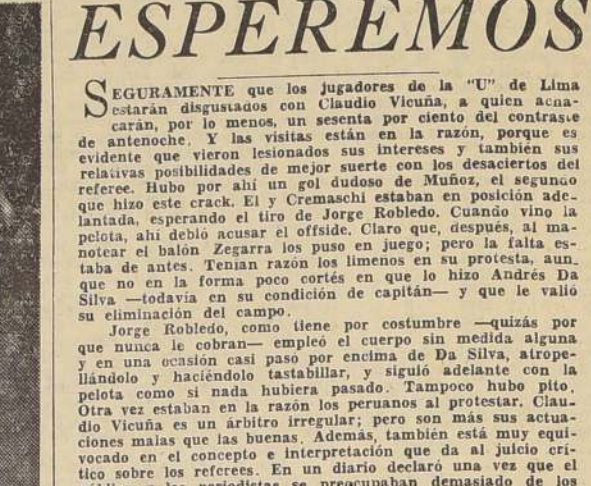 ESPEREMOS
SEGURAMENTE que los jugadores de la "U" de Lima
estarán disgustados con Claudio Vicuña, a quien acha-
carán, por lo menos, un sesenta por ciento del contraste
de antenoche. Y las visitas están en la razón, porque es
evidente que vieron lesionados sus intereses y también sus
relativas posibilidades de mejor suerte con los desaciertos del
referee. Hubo por ahí un gol dudoso de Muñoz, el segundo
que hizo este crack. El y Cremaschi estaban en posición ade-
lantada, esperando el tiro de Jorge Robledo. Cuando vino la
pelota, ahí debió acusar el offside. Claro que, después, al ma-
notear el balón Zegarra los puso en juego; pero la falta es-
taba de antes. Tenían razón los limeños en su protesta, aun-
que no en la forma poco cortés en que lo hizo Andrés Da
Silva —todavía en su condición de capitán— y que le valió
su eliminación del campo.
Jorge Robledo, como tiene por costumbre —quizás por
que nunca le cobran— empleó el cuerpo sin medida alguna
y en una ocasión casi pasó por encima de Da Silva, atrope-
llándolo y haciéndolo tastabillar, y siguió adelante con la
pelota como si nada hubiera pasado. Tampoco hubo pito.
Otra vez estaban en la razón los peruanos al protestar. Clau-
dio Vicuña es un árbitro irregular; pero son más sus actua-
ciones malas que las buenas. Además, también está muy equi-
vocado en el concepto e interpretación que da al juicio crí-
tico sobre los referees. En un diario declaró una vez que el
periodistas se preocupaban demasiado de los